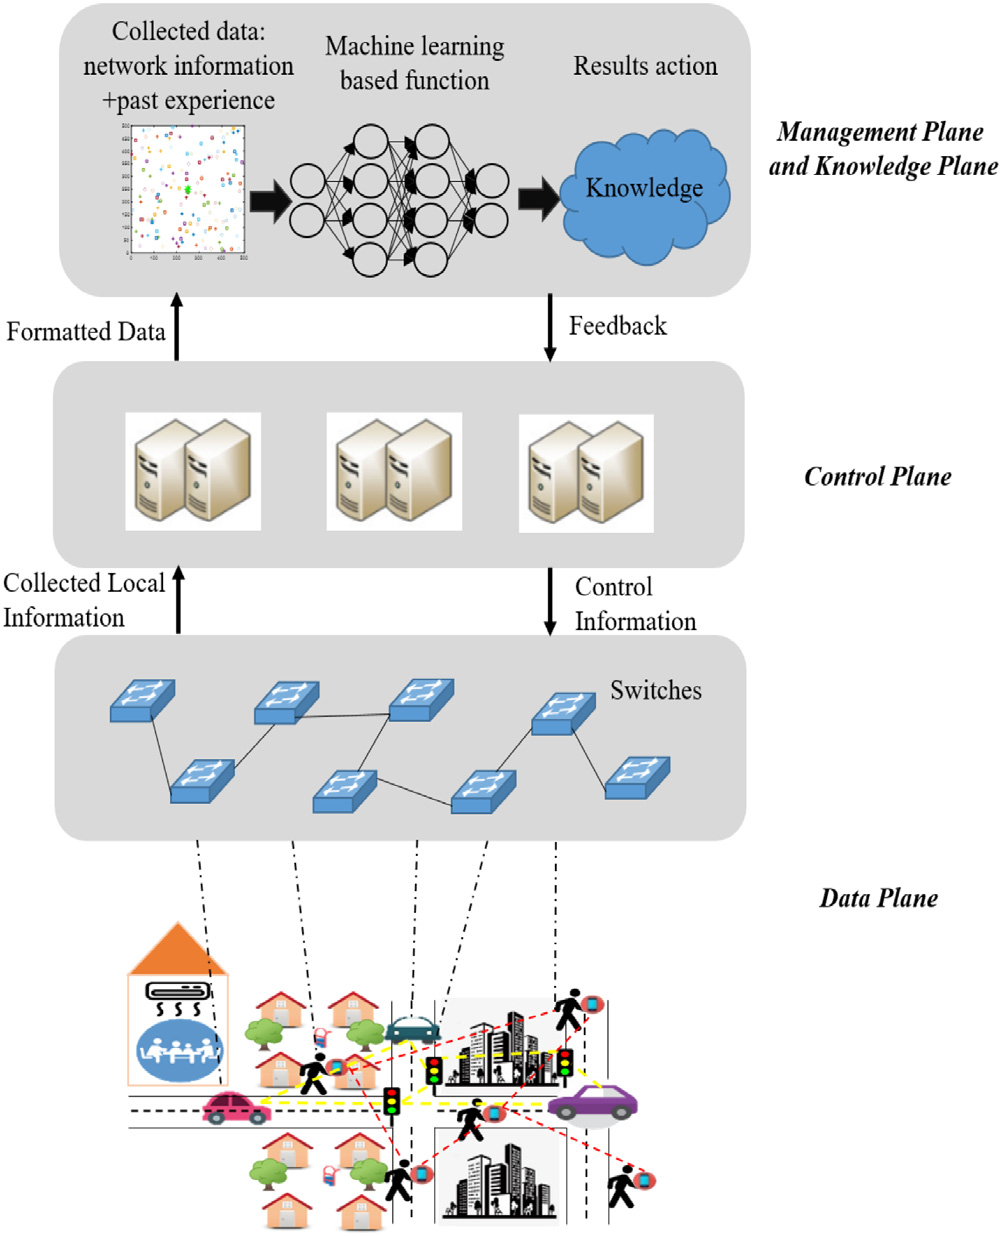 Collected data:
network information
+past experience
Machine learning
based function
Results action
Knowledge
Management Plane
and Knowledge Plane
Formatted Data
Feedback
Control Plane
Collected Local
Information
Control
Information
Switches
Data Plane